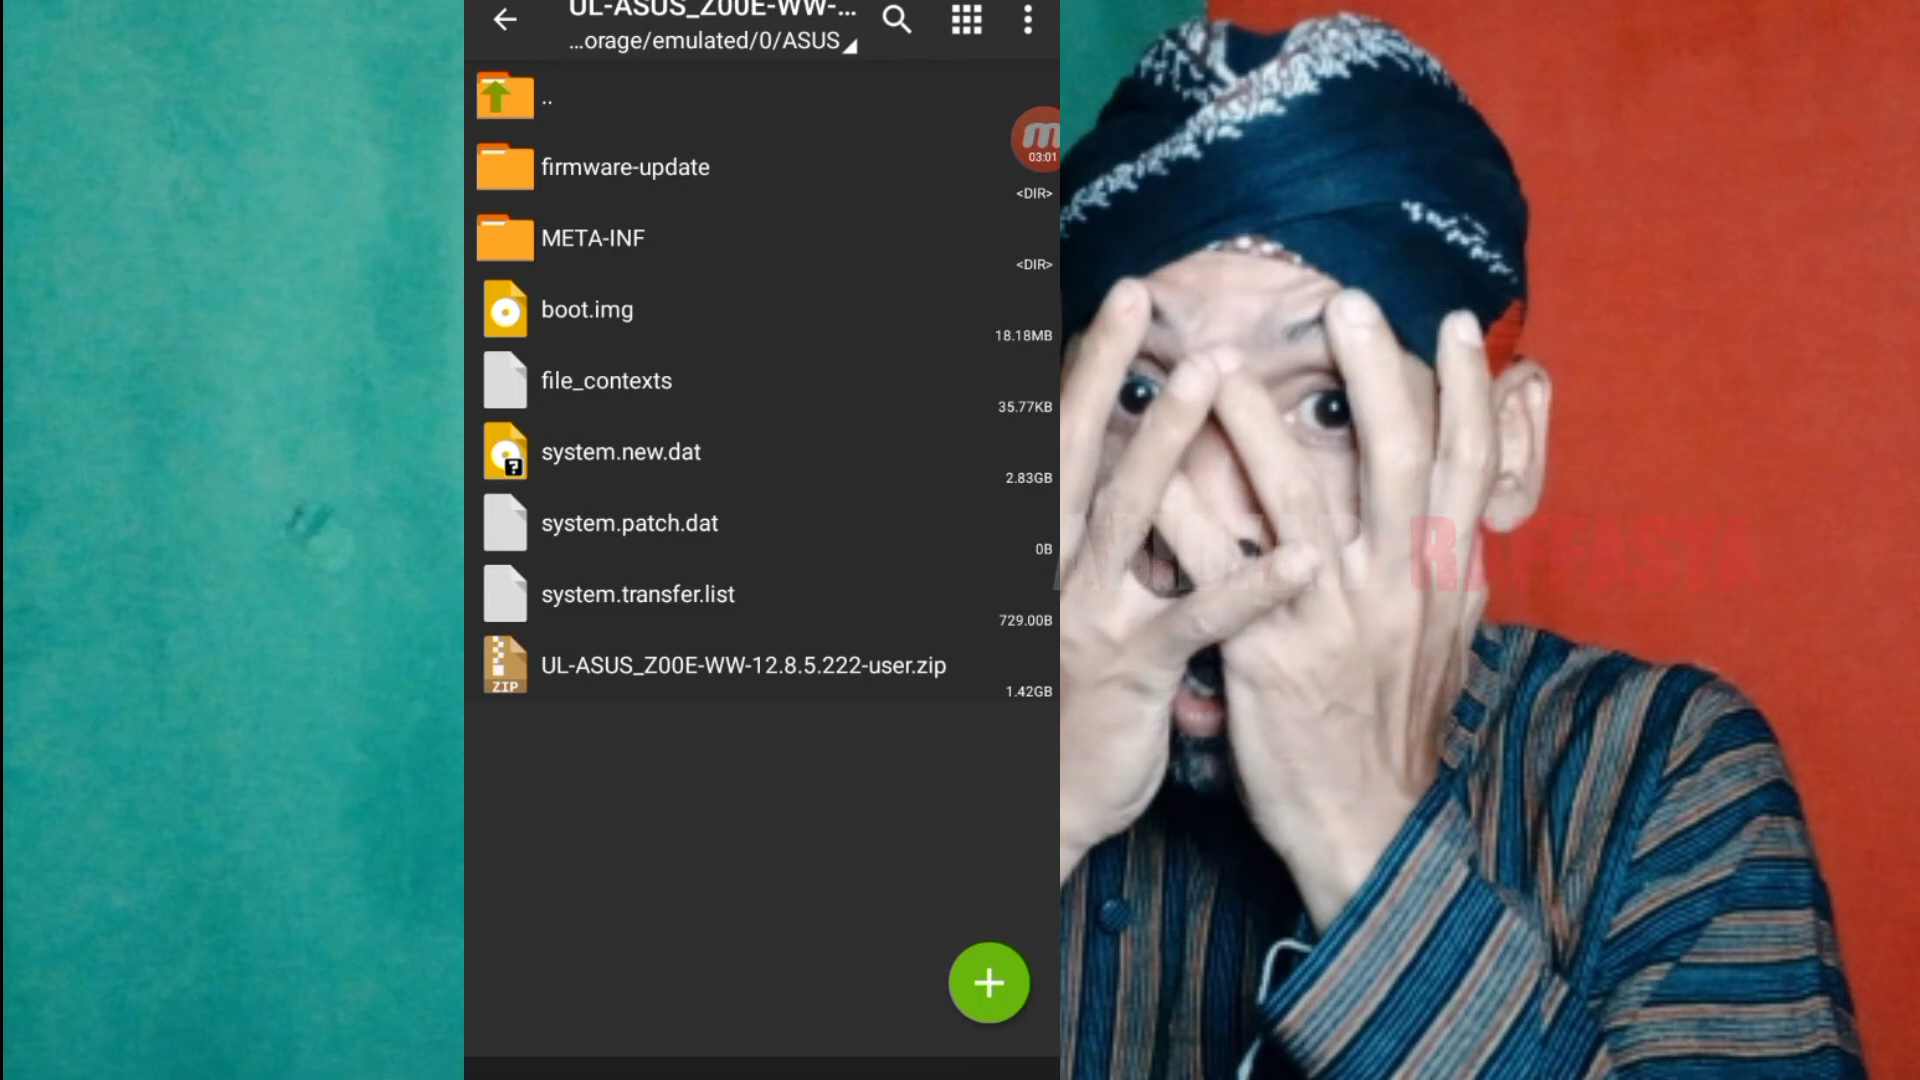 UL-ASUS_Z00E-WW-...
...orage/emulated/0/ASUS
..
03:01
firmware-update
<DIR>
META-INF
<DIR>
boot.img
18.18MB
file_contexts
35.77KB
system.new.dat
2.83GB
system.patch.dat
0B
system.transfer.list
729.00B
UL-ASUS_Z00E-WW-12.8.5.222-user.zip
ZIP
1.42GB
RAFFASYA